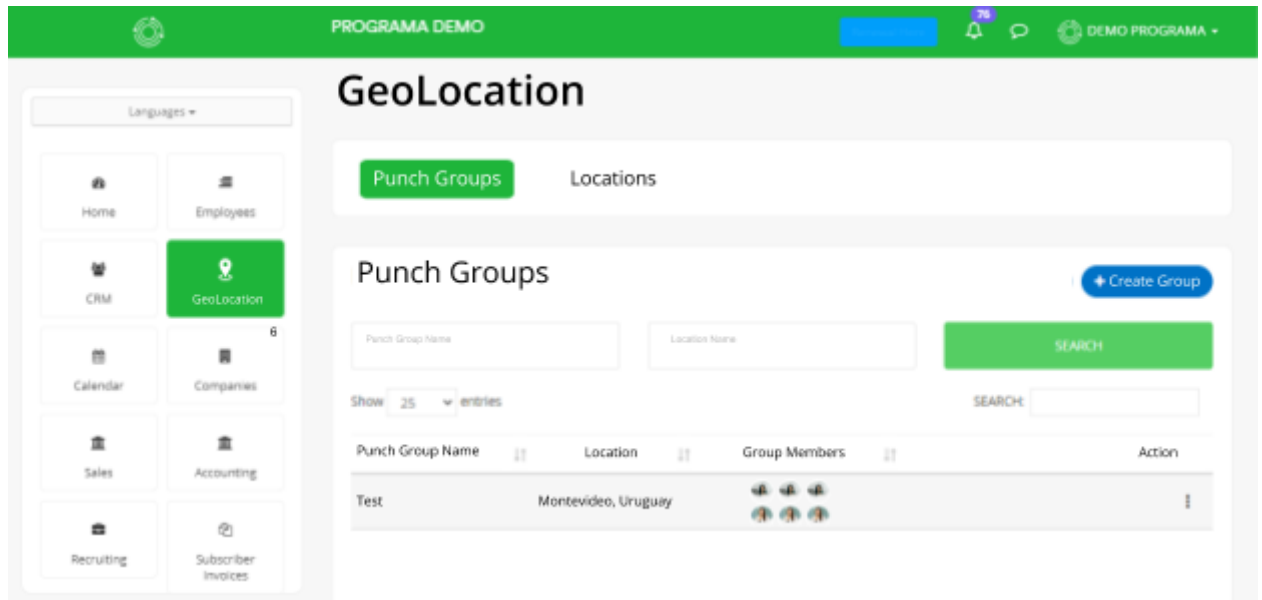 PROGRAMA DEMO
76
DEMO PROGRAMA
GeoLocation
Languages
Punch Groups Locations
Home Employees
Punch Groups
+ Create Group
CRM GeoLocation
6
Punch Group Name Location Name SEARCH
Calendar Companies
Show 25 entries SEARCH:
Punch Group Name Location Group Members Action
Sales Accounting
Test Montevideo, Uruguay
Recruiting Subscriber
Invoices